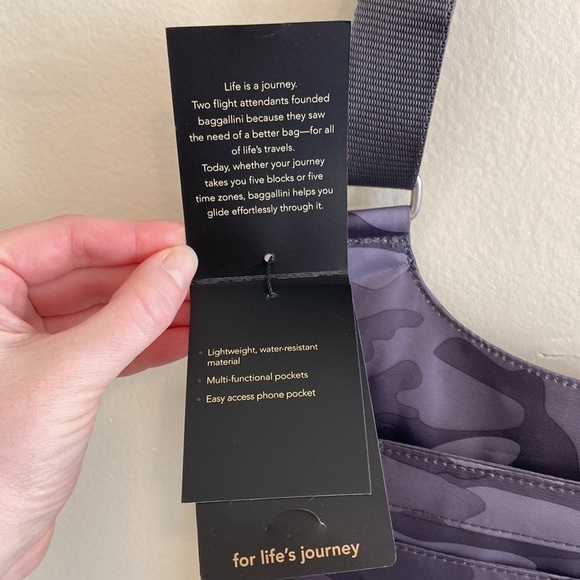 Life is a journey.
Two flight attendants founded
baggallini because they saw
the need of a better bag—for all
of life's travels.
Today, whether your journey
takes you five blocks or five
time zones, baggallini helps you
glide effortlessly through it.
• Lightweight, water-resistant
material
• Multi-functional pockets
• Easy access phone pocket
for life's journey